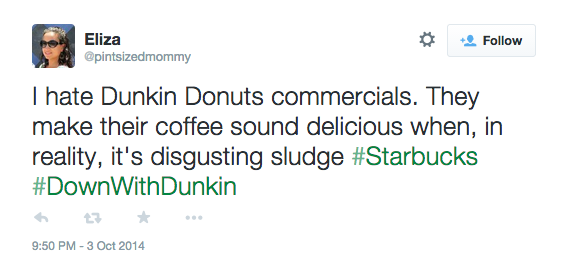 Eliza
@pintsizedmommy
Follow
I hate Dunkin Donuts commercials. They
make their coffee sound delicious when, in
reality, it's disgusting sludge #Starbucks
#DownWithDunkin
9:50 PM - 3 Oct 2014